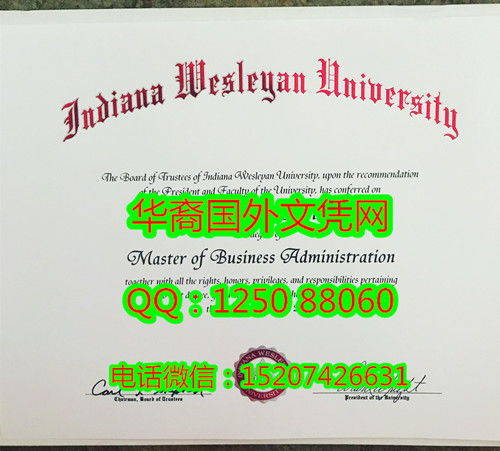 Indiana Wesleyan University
The Board of Trustees of Indiana Wesleyan University, upon the recommendation
of the President and Faculty of the University, has conferred on
华裔国外文凭网
Master of Business Administration
together with all the rights, honors, privileges, and responsibilities pertaining
QQ：1250 88060
INDIANA WESLEYAN
电话微信：15207426631
UNIVERSITY
Chairman, Board of Trustees
President of the University